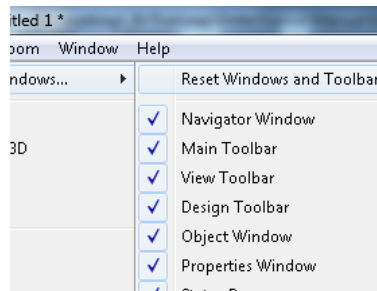 tled 1 *
oom Window Help
ndows... Reset Windows and Toolbar
Navigator Window
3D Main Toolbar
View Toolbar
Design Toolbar
Object Window
Properties Window